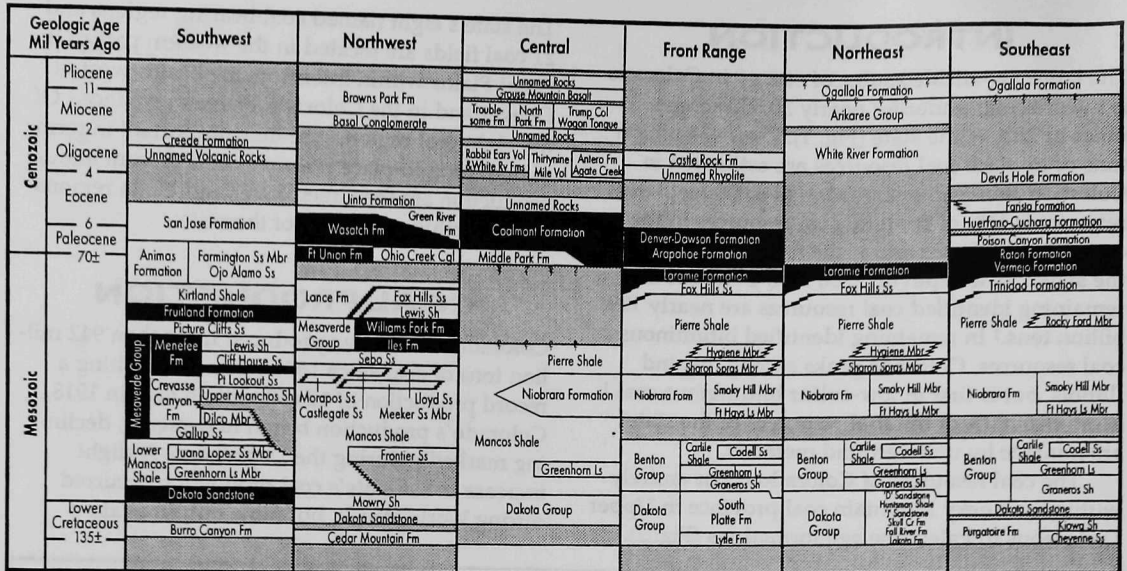 Geologic Age
Mil Years Ago
Southwest
Northwest
Central
Front Range
Northeast
Southeast
Cenozoic
Mesozoic
Pliocene
11
Miocene
2
Oligocene
4
Eocene
6
Paleocene
70±
Lower
Cretaceous
135±
Creede Formation
Unnamed Volcanic Rocks
San Jose Formation
Animas
Formation
Farmington Ss Mbr
Ojo Alamo Ss
Kirtland Shale
Fruitland Formation
Picture Cliffs Ss
Mesaverde Group
Menefee
Fm
Lewis Sh
Cliff House Ss
Crevasse
Canyon
Fm
Pt Lookout Ss
Upper Manchos Sh
Dilco Mbr
Gallup Ss
Lower
Mancos
Shale
Juana Lopez Ss Mbr
Greenhorn Ls Mbr
Dakota Sandstone
Burro Canyon Fm
Browns Park Fm
Basal Conglomerate
Uinta Formation
Green River
Fm
Wasatch Fm
Ft Union Fm
Ohio Creek Cgl
Lance Fm
Fox Hills Ss
Lewis Sh
Mesaverde
Group
Williams Fork Fm
Iles Fm
Sebo Ss
Morapos Ss
Castlegate Ss
Lloyd Ss
Meeker Ss Mbr
Mancos Shale
Frontier Ss
Mowry Sh
Dakota Sandstone
Cedar Mountain Fm
Unnamed Rocks
Grouse Mountain Basalt
Trouble-
some Fm
North
Park Fm
Trump Col
Wagon Tongue
Unnamed Rocks
Rabbit Ears Vol
& White Rv Fms
Thirtynine
Mile Vol
Antero Fm
Agate Creek
Unnamed Rocks
Coalmont Formation
Middle Park Fm
Pierre Shale
Niobrara Formation
Mancos Shale
Greenhorn Ls
Dakota Group
Castle Rock Fm
Unnamed Rhyolite
Denver-Dawson Formation
Arapahoe Formation
Laramie Formation
Fox Hills Ss
Pierre Shale
Hygiene Mbr
Sharon Spras Mbr
Niobrara Fom
Smoky Hill Mbr
Ft Hays Ls Mbr
Benton
Group
Carlile
Shale
Codell Ss
Greenhorn Ls
Graneros Sh
Dakota
Group
South
Platte Fm
Lytle Fm
Ogallala Formation
Arikaree Group
White River Formation
Laramie Formation
Fox Hills Ss
Pierre Shale
Hygiene Mbr
Sharon Spras Mbr
Niobrara Fm
Smoky Hill Mbr
Ft Hays Ls Mbr
Benton
Group
Carlile
Shale
Codell Ss
Greenhorn Ls
Graneros Sh
Dakota
Group
'D' Sandstone
Huntsman Shale
'J' Sandstone
Skull Cr Fm
Fall River Fm
Lakota Fm
Ogallala Formation
Devils Hole Formation
Farista Formation
Huerfano-Cuchara Formation
Poison Canyon Formation
Raton Formation
Vermejo Formation
Trinidad Formation
Pierre Shale
Rocky Ford Mbr
Niobrara Fm
Smoky Hill Mbr
Ft Hays Ls Mbr
Benton
Group
Carlile
Shale
Codell Ss
Greenhorn Ls
Graneros Sh
Dakota Sandstone
Purgatoire Fm
Kiowa Sh
Cheyenne Ss